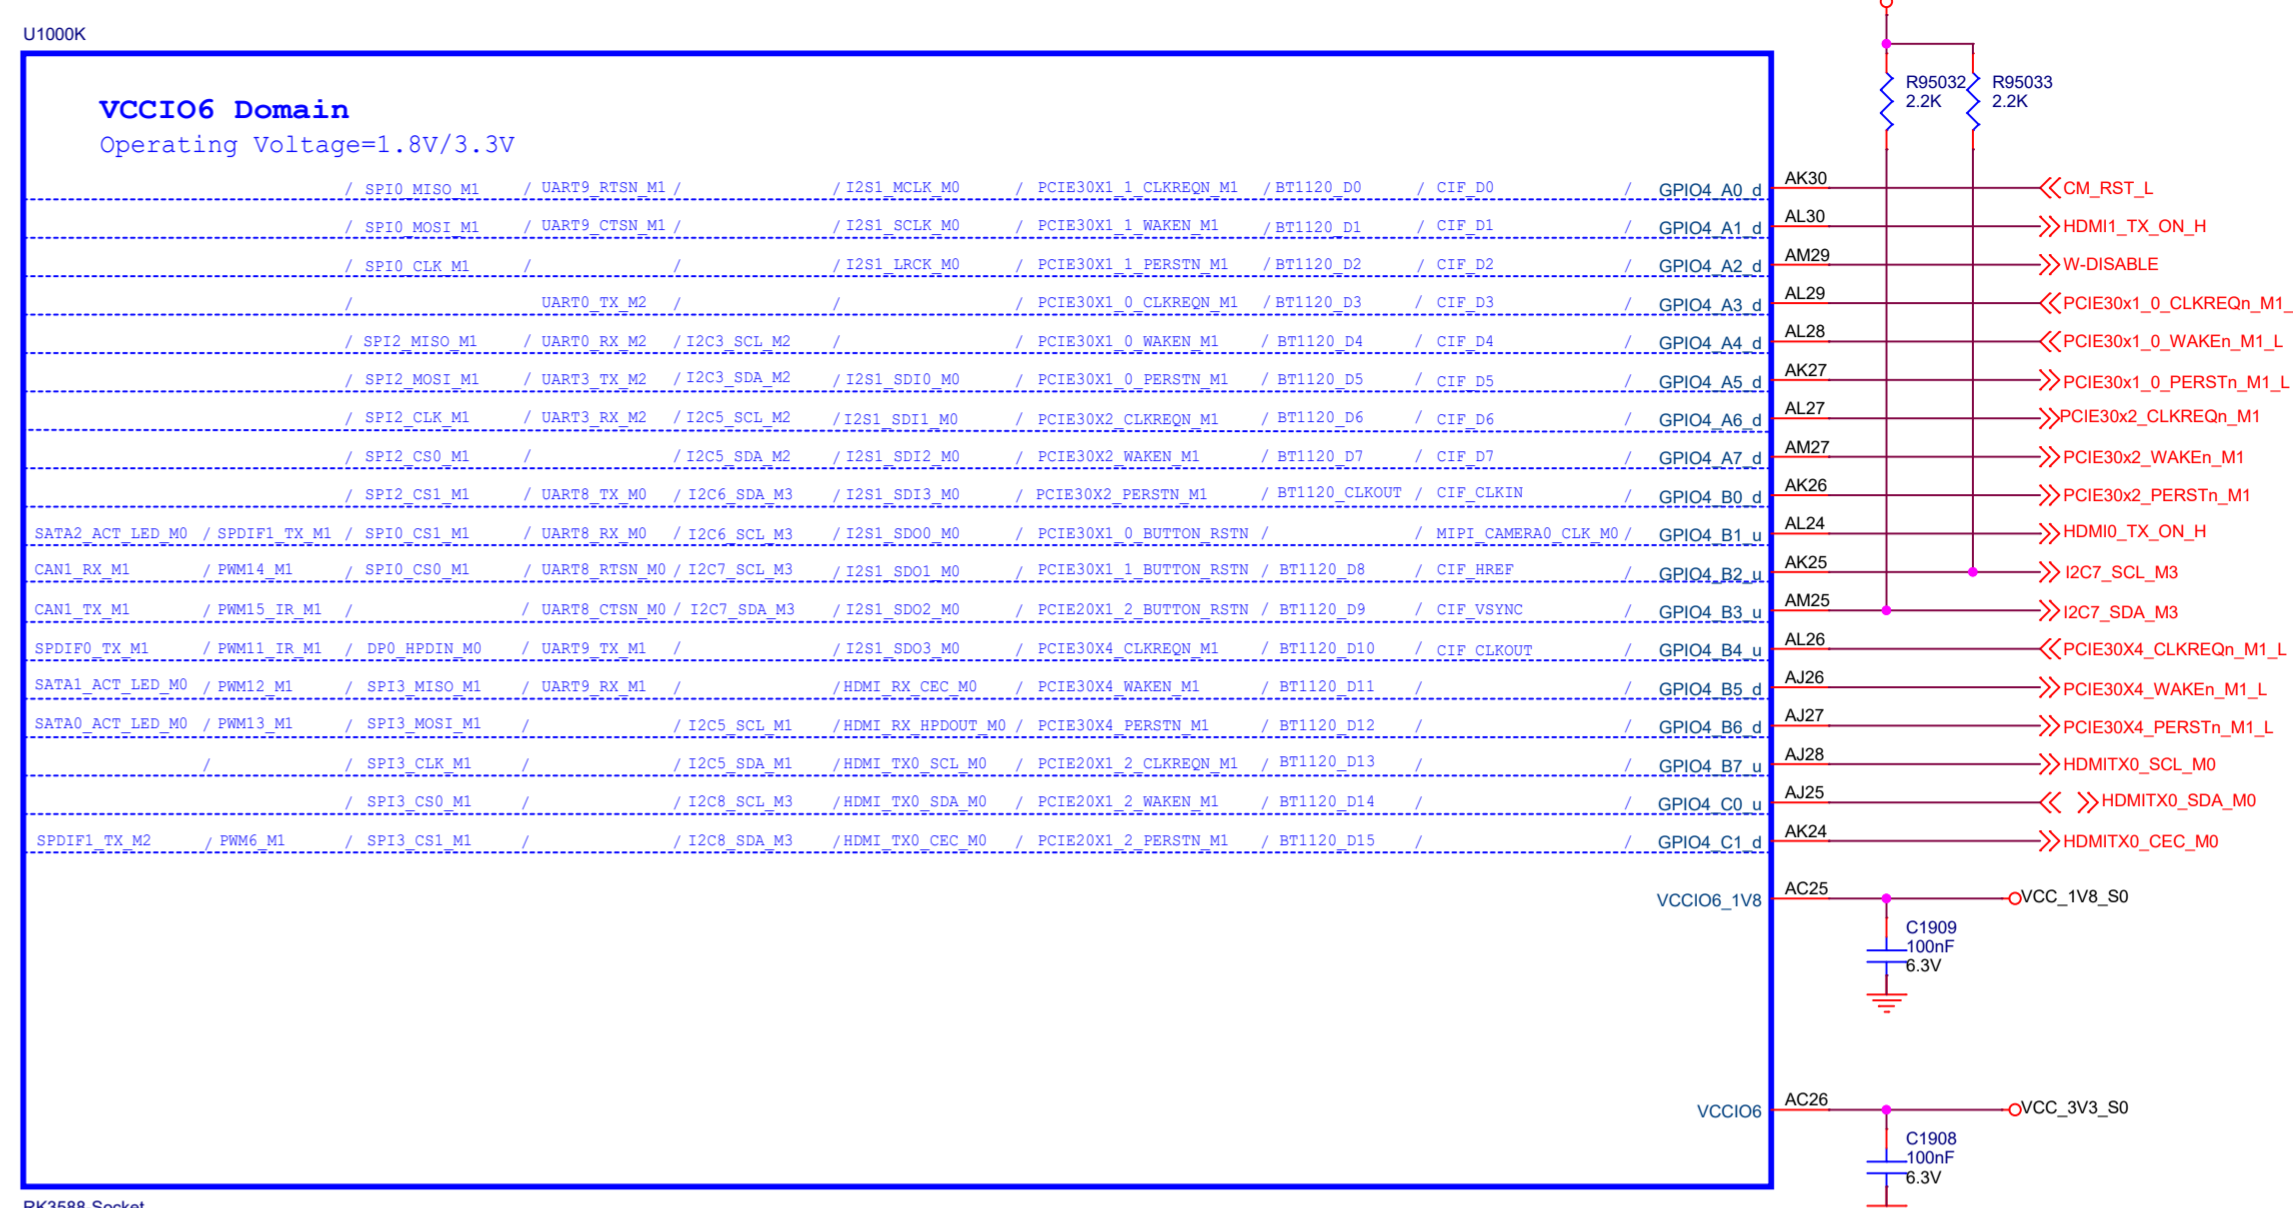 U1000K
R95032 R95033
2.2K 2.2K
VCCIO6 Domain
Operating Voltage=1.8V/3.3V
/ SPI0_MISO_M1 / UART9_RTSN_M1 / / I2S1_MCLK_M0 / PCIE30X1_1_CLKREQN_M1 / BT1120_D0 / CIF_D0 / GPIO4_A0_d AK30 CM_RST_L
/ SPI0_MOSI_M1 / UART9_CTSN_M1 / / I2S1_SCLK_M0 / PCIE30X1_1_WAKEN_M1 / BT1120_D1 / CIF_D1 / GPIO4_A1_d AL30 HDMI1_TX_ON_H
/ SPI0_CLK_M1 / / / I2S1_LRCK_M0 / PCIE30X1_1_PERSTN_M1 / BT1120_D2 / CIF_D2 / GPIO4_A2_d AM29 W-DISABLE
/ UART0_TX_M2 / / / PCIE30X1_0_CLKREQN_M1 / BT1120_D3 / CIF_D3 / GPIO4_A3_d AL29 PCIE30x1_0_CLKREQn_M1_
/ SPI2_MISO_M1 / UART0_RX_M2 / I2C3_SCL_M2 / / PCIE30X1_0_WAKEN_M1 / BT1120_D4 / CIF_D4 / GPIO4_A4_d AL28 PCIE30x1_0_WAKEn_M1_L
/ SPI2_MOSI_M1 / UART3_TX_M2 / I2C3_SDA_M2 / I2S1_SDI0_M0 / PCIE30X1_0_PERSTN_M1 / BT1120_D5 / CIF_D5 / GPIO4_A5_d AK27 PCIE30x1_0_PERSTn_M1_L
/ SPI2_CLK_M1 / UART3_RX_M2 / I2C5_SCL_M2 / I2S1_SDI1_M0 / PCIE30X2_CLKREQN_M1 / BT1120_D6 / CIF_D6 / GPIO4_A6_d AL27 PCIE30x2_CLKREQn_M1
/ SPI2_CS0_M1 / / I2C5_SDA_M2 / I2S1_SDI2_M0 / PCIE30X2_WAKEN_M1 / BT1120_D7 / CIF_D7 / GPIO4_A7_d AM27 PCIE30x2_WAKEn_M1
/ SPI2_CS1_M1 / UART8_TX_M0 / I2C6_SDA_M3 / I2S1_SDI3_M0 / PCIE30X2_PERSTN_M1 / BT1120_CLKOUT / CIF_CLKIN / GPIO4_B0_d AK26 PCIE30x2_PERSTn_M1
SATA2_ACT_LED_M0 / SPDIF1_TX_M1 / SPI0_CS1_M1 / UART8_RX_M0 / I2C6_SCL_M3 / I2S1_SDO0_M0 / PCIE30X1_0_BUTTON_RSTN / / MIPI_CAMERA0_CLK_M0 / GPIO4_B1_u AL24 HDMI0_TX_ON_H
CAN1_RX_M1 / PWM14_M1 / SPI0_CS0_M1 / UART8_RTSN_M0 / I2C7_SCL_M3 / I2S1_SDO1_M0 / PCIE30X1_1_BUTTON_RSTN / BT1120_D8 / CIF_HREF / GPIO4_B2_u AK25 I2C7_SCL_M3
CAN1_TX_M1 / PWM15_IR_M1 / / UART8_CTSN_M0 / I2C7_SDA_M3 / I2S1_SDO2_M0 / PCIE20X1_2_BUTTON_RSTN / BT1120_D9 / CIF_VSYNC / GPIO4_B3_u AM25 I2C7_SDA_M3
SPDIF0_TX_M1 / PWM11_IR_M1 / DP0_HPDIN_M0 / UART9_TX_M1 / / I2S1_SDO3_M0 / PCIE30X4_CLKREQN_M1 / BT1120_D10 / CIF_CLKOUT / GPIO4_B4_u AL26 PCIE30X4_CLKREQn_M1_L
SATA1_ACT_LED_M0 / PWM12_M1 / SPI3_MISO_M1 / UART9_RX_M1 / / HDMI_RX_CEC_M0 / PCIE30X4_WAKEN_M1 / BT1120_D11 / / GPIO4_B5_d AJ26 PCIE30X4_WAKEn_M1_L
SATA0_ACT_LED_M0 / PWM13_M1 / SPI3_MOSI_M1 / / I2C5_SCL_M1 / HDMI_RX_HPDOUT_M0 / PCIE30X4_PERSTN_M1 / BT1120_D12 / / GPIO4_B6_d AJ27 PCIE30X4_PERSTn_M1_L
/ / SPI3_CLK_M1 / / I2C5_SDA_M1 / HDMI_TX0_SCL_M0 / PCIE20X1_2_CLKREQN_M1 / BT1120_D13 / / GPIO4_B7_u AJ28 HDMITX0_SCL_M0
/ SPI3_CS0_M1 / / I2C8_SCL_M3 / HDMI_TX0_SDA_M0 / PCIE20X1_2_WAKEN_M1 / BT1120_D14 / / GPIO4_C0_u AJ25 HDMITX0_SDA_M0
SPDIF1_TX_M2 / PWM6_M1 / SPI3_CS1_M1 / / I2C8_SDA_M3 / HDMI_TX0_CEC_M0 / PCIE20X1_2_PERSTN_M1 / BT1120_D15 / / GPIO4_C1_d AK24 HDMITX0_CEC_M0
VCCIO6_1V8 AC25 VCC_1V8_S0
C1909
100nF
6.3V
VCCIO6 AC26 VCC_3V3_S0
C1908
100nF
6.3V
RK3588-Socket